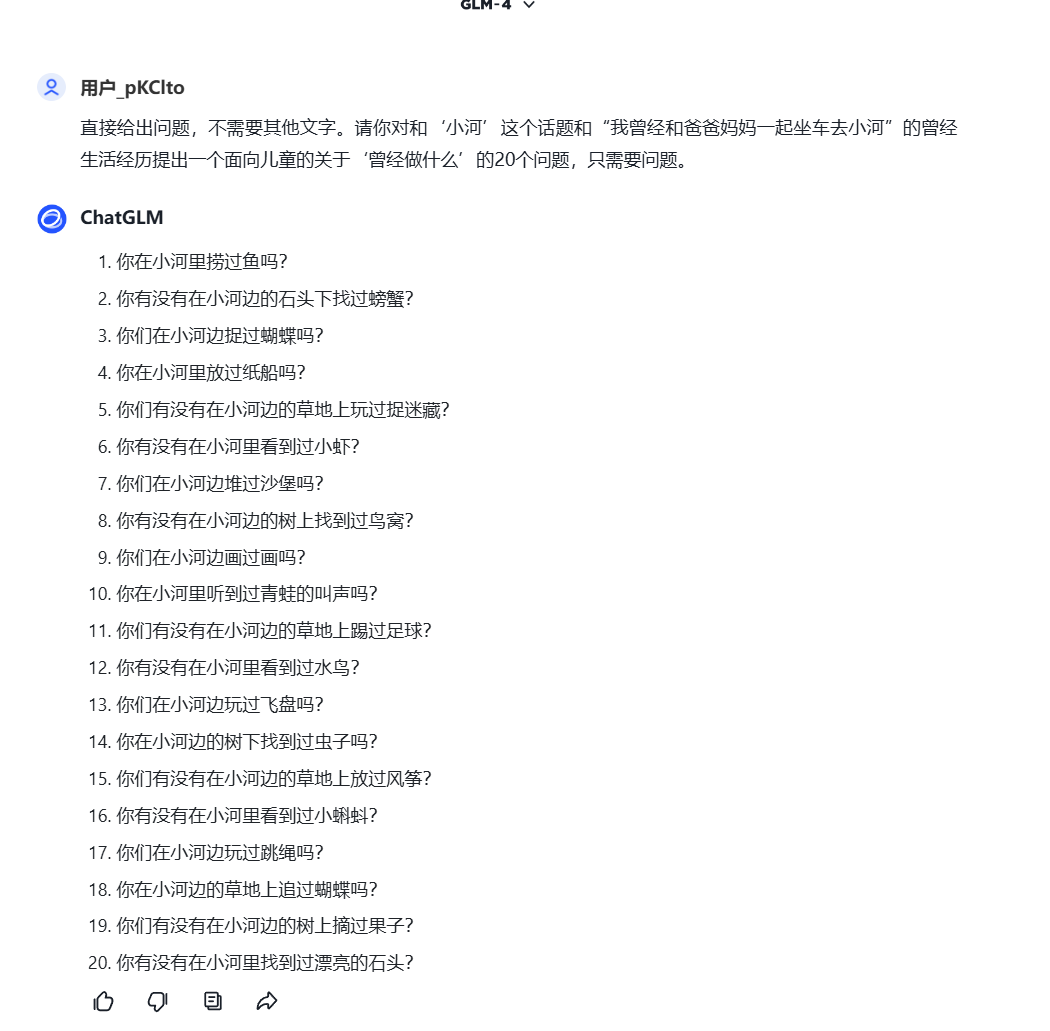 GLM-4
用户_pKClto
直接给出问题，不需要其他文字。请你对和‘小河’这个话题和“我曾经和爸爸妈妈一起坐车去小河”的曾经
生活经历提出一个面向儿童的关于‘曾经做什么’的20个问题，只需要问题。
ChatGLM
1. 你在小河里捞过鱼吗？
2. 你有没有在小河边的石头下找过螃蟹？
3. 你们在小河边捉过蝴蝶吗？
4. 你在小河里放过纸船吗？
5. 你们有没有在小河边的草地上玩过捉迷藏？
6. 你有没有在小河里看到过小虾？
7. 你们在小河边堆过沙堡吗？
8. 你有没有在小河边的树上找到过鸟窝？
9. 你们在小河边画过画吗？
10. 你在小河里听到过青蛙的叫声吗？
11. 你们有没有在小河边的草地上踢过足球？
12. 你有没有在小河里看到过水鸟？
13. 你们在小河边玩过飞盘吗？
14. 你在小河边的树下找到过虫子吗？
15. 你们有没有在小河边的草地上放过风筝？
16. 你有没有在小河里看到过小蝌蚪？
17. 你们在小河边玩过跳绳吗？
18. 你在小河边的草地上追过蝴蝶吗？
19. 你们有没有在小河边的树上摘过果子？
20. 你有没有在小河里找到过漂亮的石头？